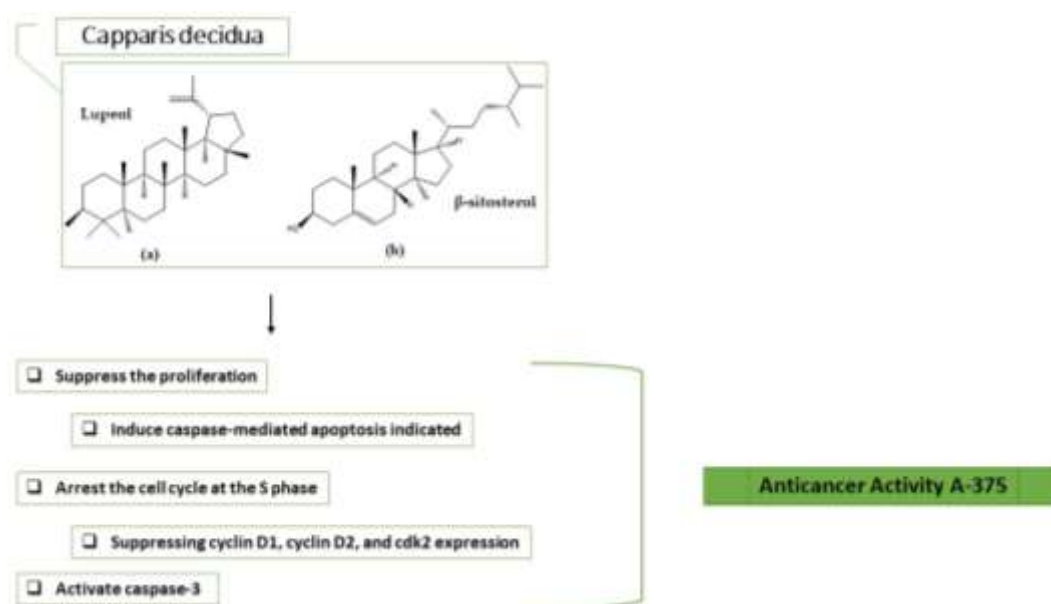 Capparis decidua
Lupeol
β-sitosterol
(a)
(b)
Suppress the proliferation
Induce caspase-mediated apoptosis indicated
Arrest the cell cycle at the S phase
Anticancer Activity A-375
Suppressing cyclin D1, cyclin D2, and cdk2 expression
Activate caspase-3